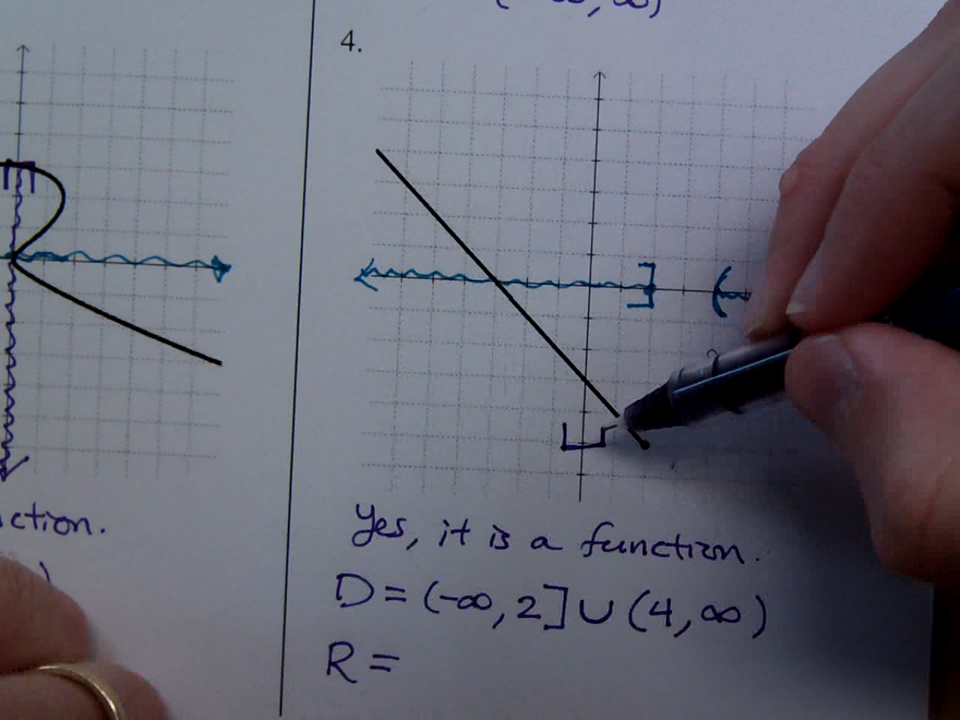 (-∞, ∞)
4.
ction.
)
Yes, it is a function.
D = (-∞, 2] ∪ (4, ∞)
R =